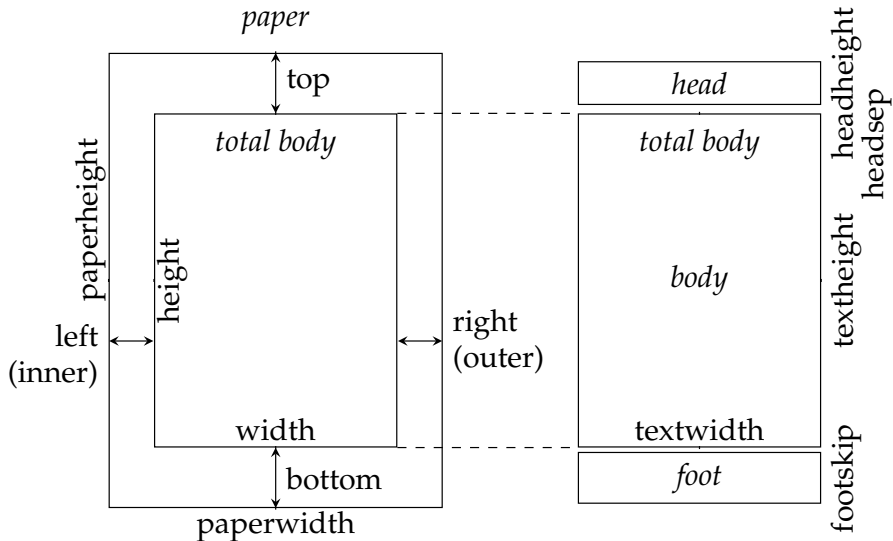 paper
top
total body
paperheight
height
left
(inner)
right
(outer)
width
bottom
paperwidth
head
headheight
headsep
total body
body
textheight
textwidth
foot
footskip